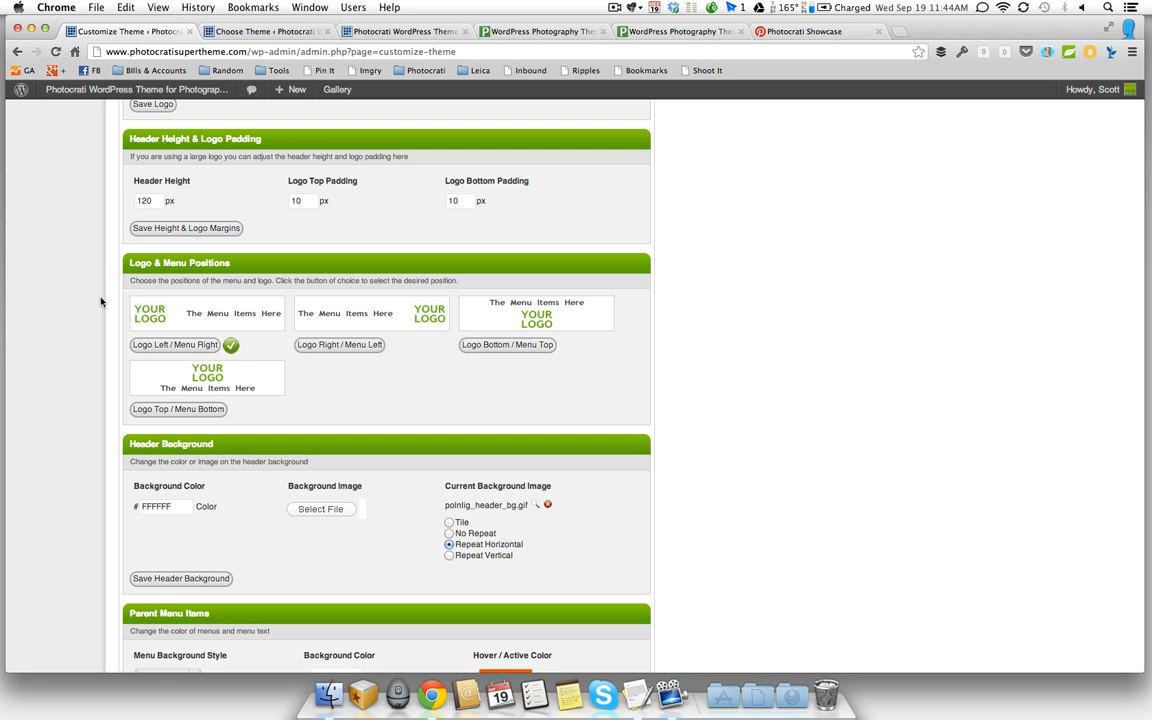 Chrome File Edit View History Bookmarks Window Users Help 19 1 165° Charged Wed Sep 19 11:44AM
Customize Theme ‹ Photocra Choose Theme ‹ Photocrati W Photocrati WordPress Theme WordPress Photography The WordPress Photography The Photocrati Showcase
www.photocratisupertheme.com/wp-admin/admin.php?page=customize-theme
GA + FB Bills & Accounts Random Tools Pin It Imgry Photocrati Leica Inbound Ripples Bookmarks Shoot It
Photocrati WordPress Theme for Photograp... + New Gallery Howdy, Scott
Save Logo
Header Height & Logo Padding
If you are using a large logo you can adjust the header height and logo padding here
Header Height Logo Top Padding Logo Bottom Padding
120 px 10 px 10 px
Save Height & Logo Margins
Logo & Menu Positions
Choose the positions of the menu and logo. Click the button of choice to select the desired position.
YOUR LOGO The Menu Items Here
The Menu Items Here YOUR LOGO
The Menu Items Here
YOUR LOGO
Logo Left / Menu Right Logo Right / Menu Left Logo Bottom / Menu Top
YOUR
LOGO
The Menu Items Here
Logo Top / Menu Bottom
Header Background
Change the color or image on the header background
Background Color Background Image Current Background Image
# FFFFFF Color Select File polnlig_header_bg.gif
Tile
No Repeat
Repeat Horizontal
Repeat Vertical
Save Header Background
Parent Menu Items
Change the color of menus and menu text
Menu Background Style Background Color Hover / Active Color
19